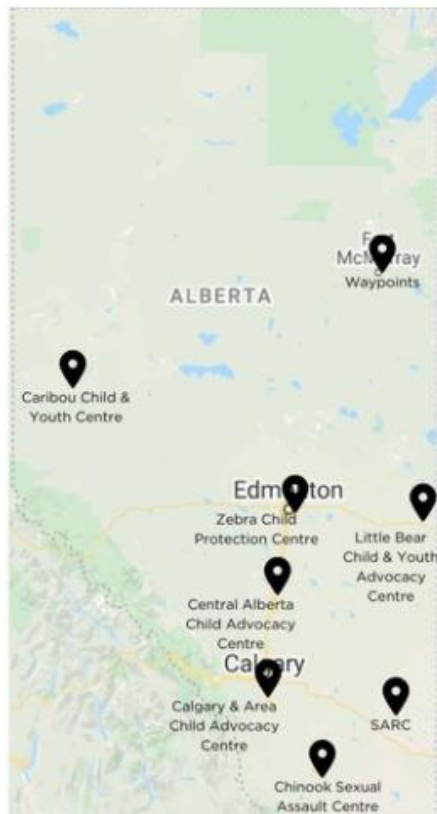 Fort
McMurray
Waypoints
ALBERTA
Caribou Child &
Youth Centre
Edmonton
Zebra Child
Protection Centre
Little Bear
Child & Youth
Advocacy
Centre
Central Alberta
Child Advocacy
Centre
Calgary
Calgary & Area
Child Advocacy
Centre
SARC
Chinook Sexual
Assault Centre